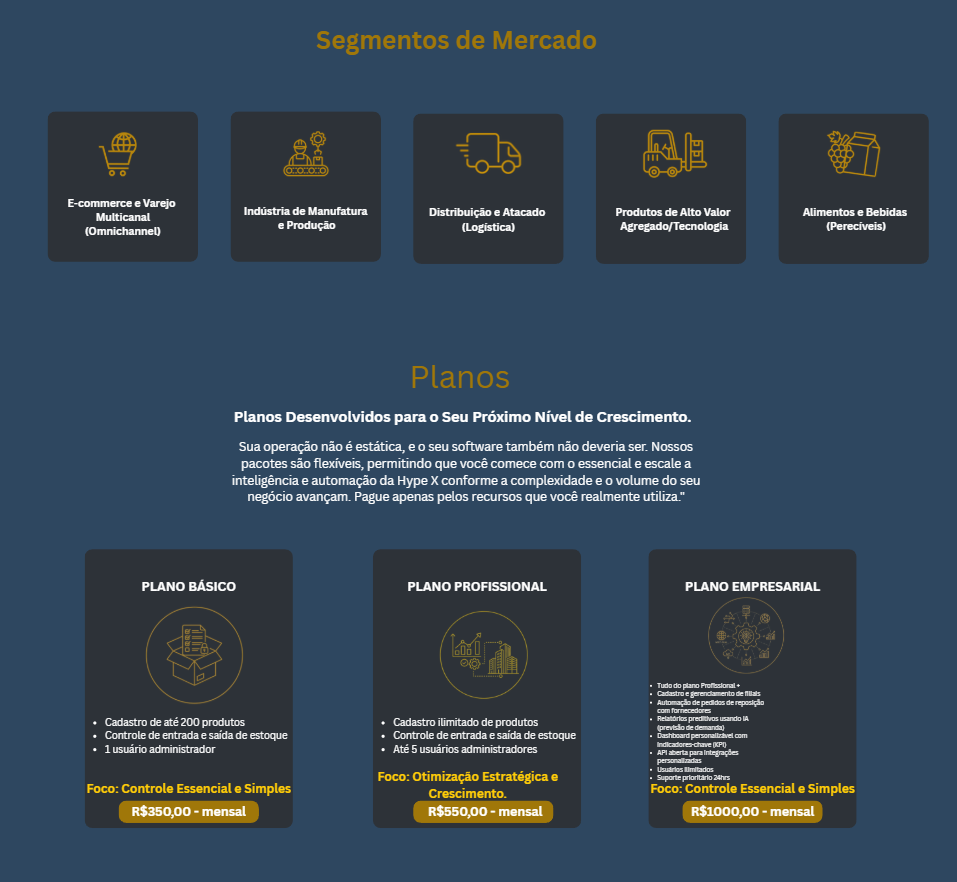 Segmentos de Mercado
E-commerce e Varejo
Multicanal
(Omnichannel)
Indústria de Manufatura
e Produção
Distribuição e Atacado
(Logística)
Produtos de Alto Valor
Agregado/Tecnologia
Alimentos e Bebidas
(Perecíveis)
Planos
Planos Desenvolvidos para o Seu Próximo Nível de Crescimento.
Sua operação não é estática, e o seu software também não deveria ser. Nossos
pacotes são flexíveis, permitindo que você comece com o essencial e escale a
inteligência e automação da Hype X conforme a complexidade e o volume do seu
negócio avançam. Pague apenas pelos recursos que você realmente utiliza."
PLANO BÁSICO
• Cadastro de até 200 produtos
• Controle de entrada e saída de estoque
• 1 usuário administrador
Foco: Controle Essencial e Simples
R$350,00 - mensal
PLANO PROFISSIONAL
• Cadastro ilimitado de produtos
• Controle de entrada e saída de estoque
• Até 5 usuários administradores
Foco: Otimização Estratégica e
Crescimento.
R$550,00 - mensal
PLANO EMPRESARIAL
• Tudo do plano Profissional +
• Cadastro e gerenciamento de filiais
• Automação de pedidos de reposição
com fornecedores
• Relatórios preditivos usando IA
(previsão de demanda)
• Dashboard personalizável com
indicadores-chave (KPI)
• API aberta para integrações
personalizadas
• Usuários ilimitados
• Suporte prioritário 24hrs
Foco: Controle Essencial e Simples
R$1000,00 - mensal